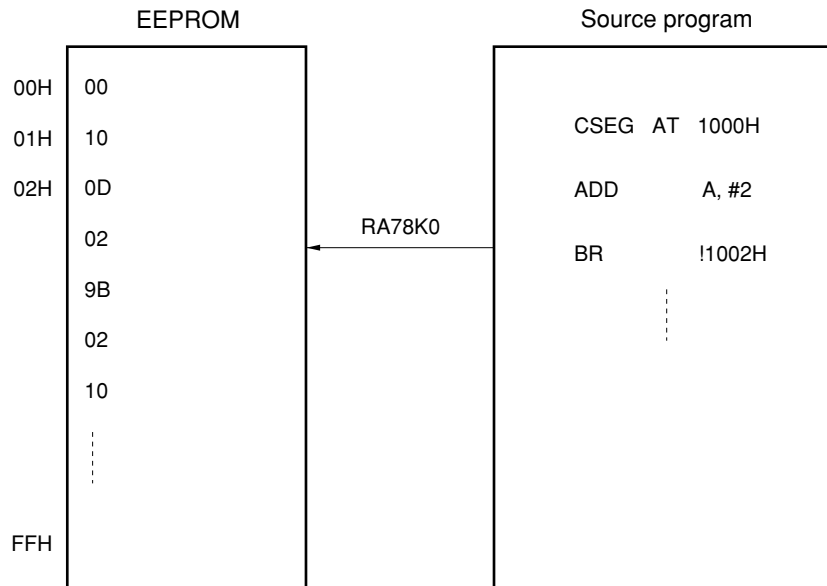 EEPROM
Source program
00H 00
01H 10
02H 0D
02
9B
02
10
FFH
RA78K0
CSEG AT 1000H
ADD A, #2
BR !1002H